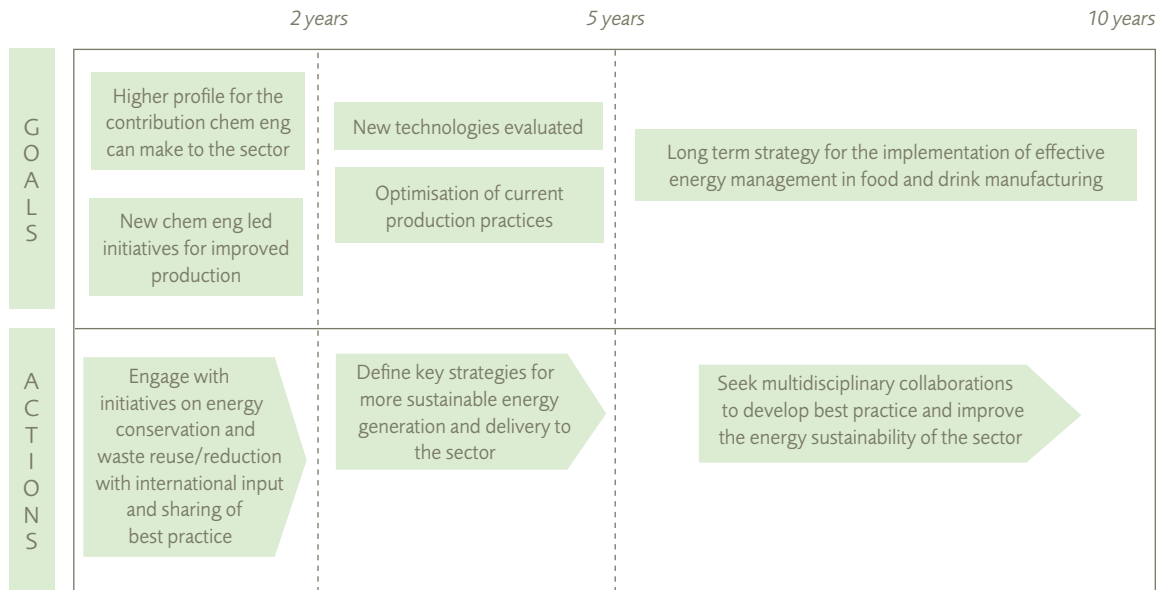 2 years
5 years
10 years
GOALS
Higher profile for the
contribution chem eng
can make to the sector
New chem eng led
initiatives for improved
production
New technologies evaluated
Optimisation of current
production practices
Long term strategy for the implementation of effective
energy management in food and drink manufacturing
ACTIONS
Engage with
initiatives on energy
conservation and
waste reuse/reduction
with international input
and sharing of
best practice
Define key strategies for
more sustainable energy
generation and delivery to
the sector
Seek multidisciplinary collaborations
to develop best practice and improve
the energy sustainability of the sector